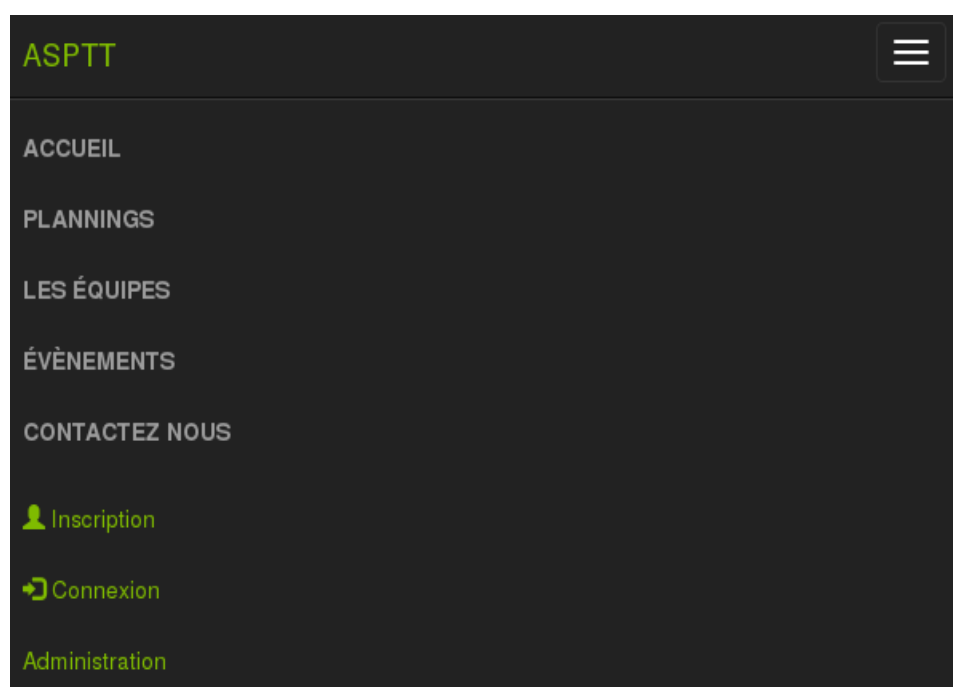 ASPTT
ACCUEIL
PLANNINGS
LES ÉQUIPES
ÉVÈNEMENTS
CONTACTEZ NOUS
Inscription
Connexion
Administration